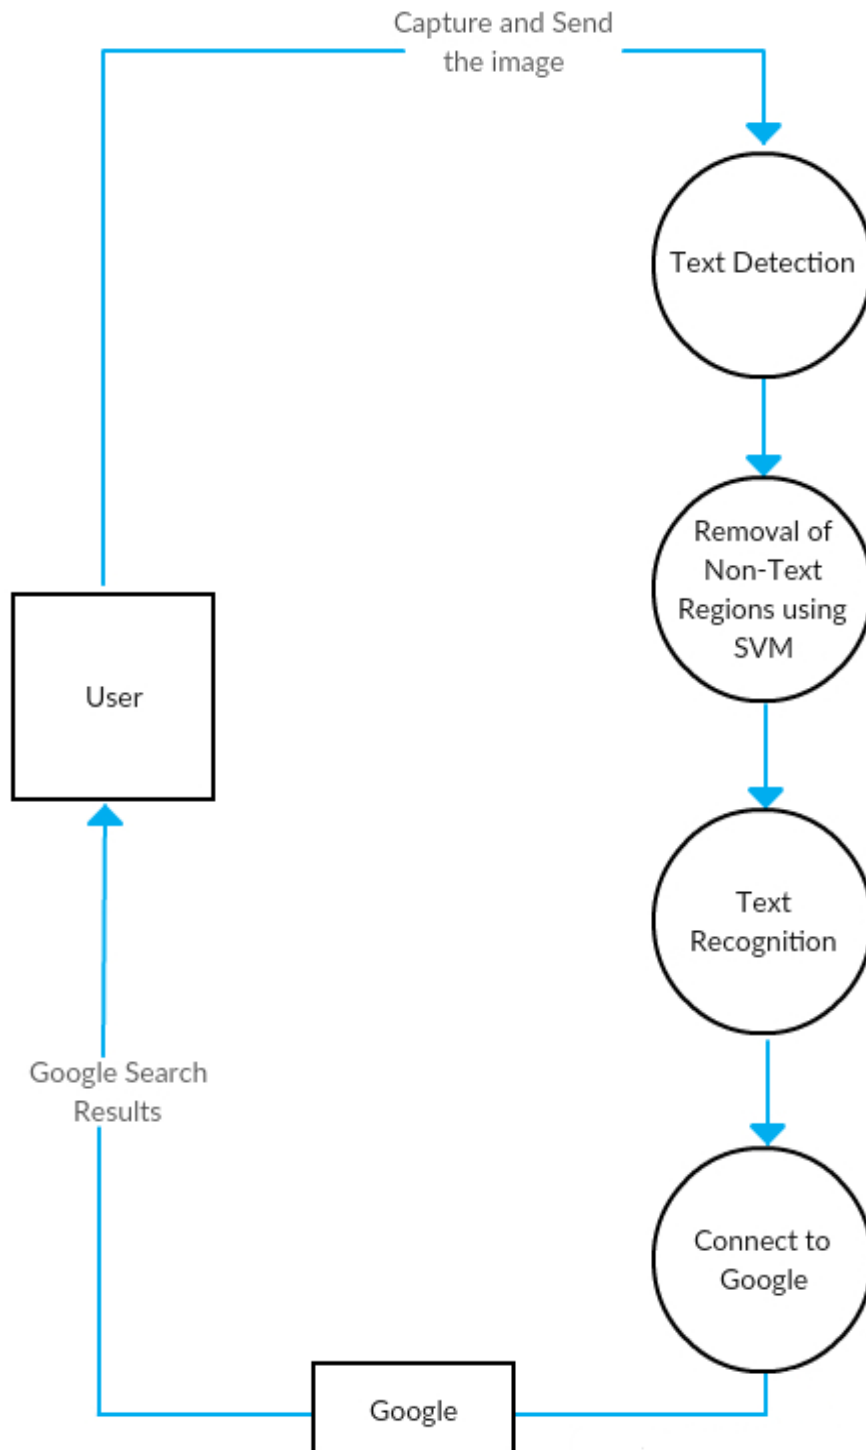 Capture and Send
the image
Text Detection
Removal of
Non-Text
Regions using
SVM
User
Text
Recognition
Google Search
Results
Connect to
Google
Google